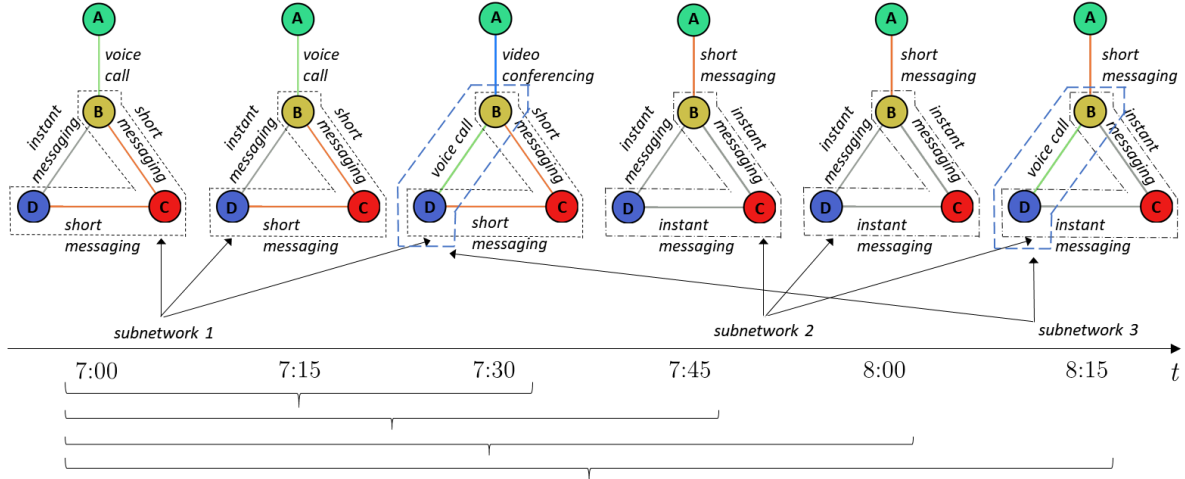 A A A A A A
voice call
voice call
video conferencing
short messaging
short messaging
short messaging
B B B B B B
instant messaging
short messaging
instant messaging
short messaging
voice call
short messaging
instant messaging
instant messaging
instant messaging
instant messaging
voice call
instant messaging
D C D C D C D C D C D C
short messaging
short messaging
short messaging
instant messaging
instant messaging
instant messaging
subnetwork 1
subnetwork 2
subnetwork 3
7:00 7:15 7:30 7:45 8:00 8:15 t